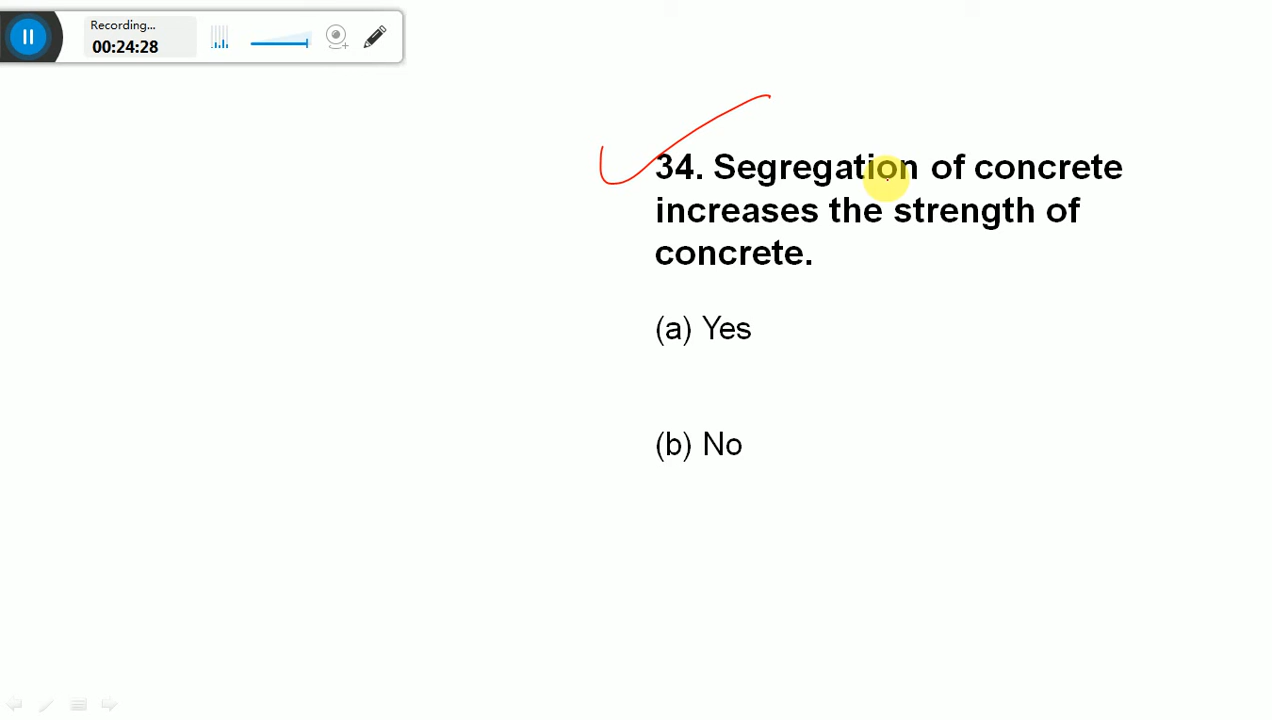 Recording...
00:24:28
34. Segregation of concrete
increases the strength of
concrete.
(a) Yes
(b) No